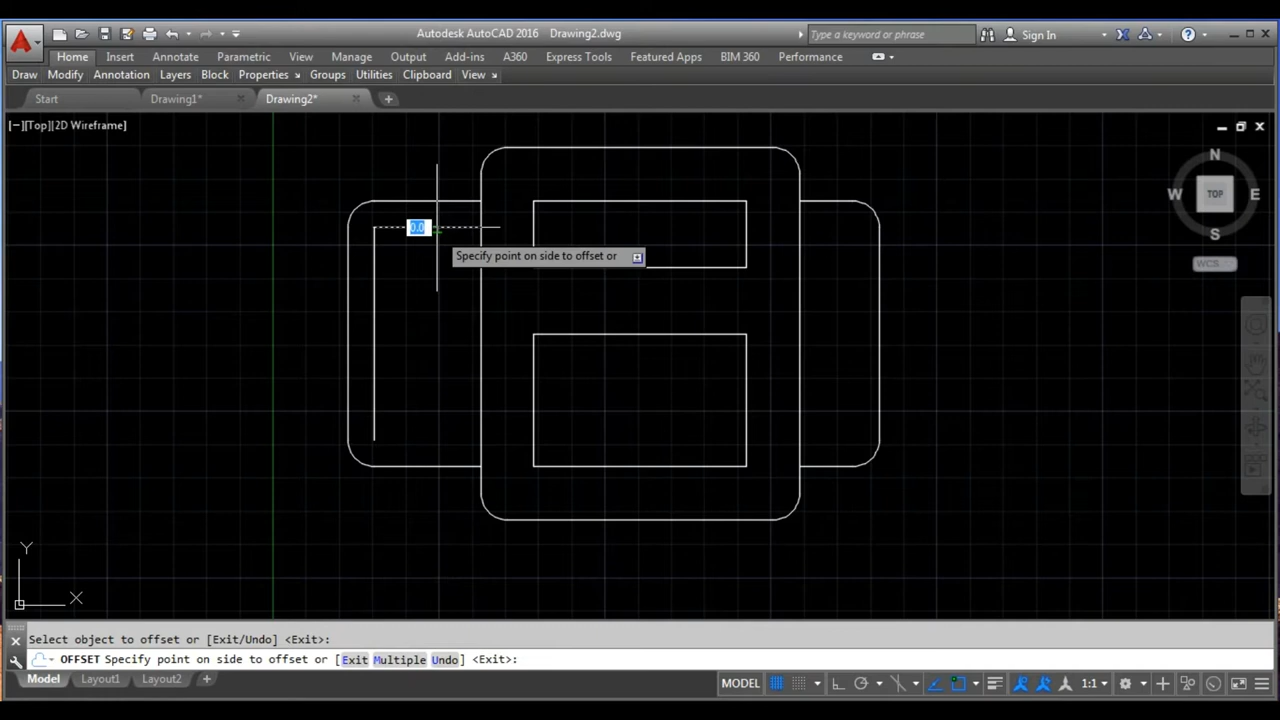 Autodesk AutoCAD 2016 Drawing2.dwg
Type a keyword or phrase
Sign In
Home Insert Annotate Parametric View Manage Output Add-ins A360 Express Tools Featured Apps BIM 360 Performance
Draw Modify Annotation Layers Block Properties Groups Utilities Clipboard View
Start Drawing1* Drawing2*
[−][Top][2D Wireframe]
N
W TOP E
S
WCS
0.0
Specify point on side to offset or
Y
X
Select object to offset or [Exit/Undo] <Exit>:
OFFSET Specify point on side to offset or [Exit Multiple Undo] <Exit>:
Model Layout1 Layout2
MODEL 1:1